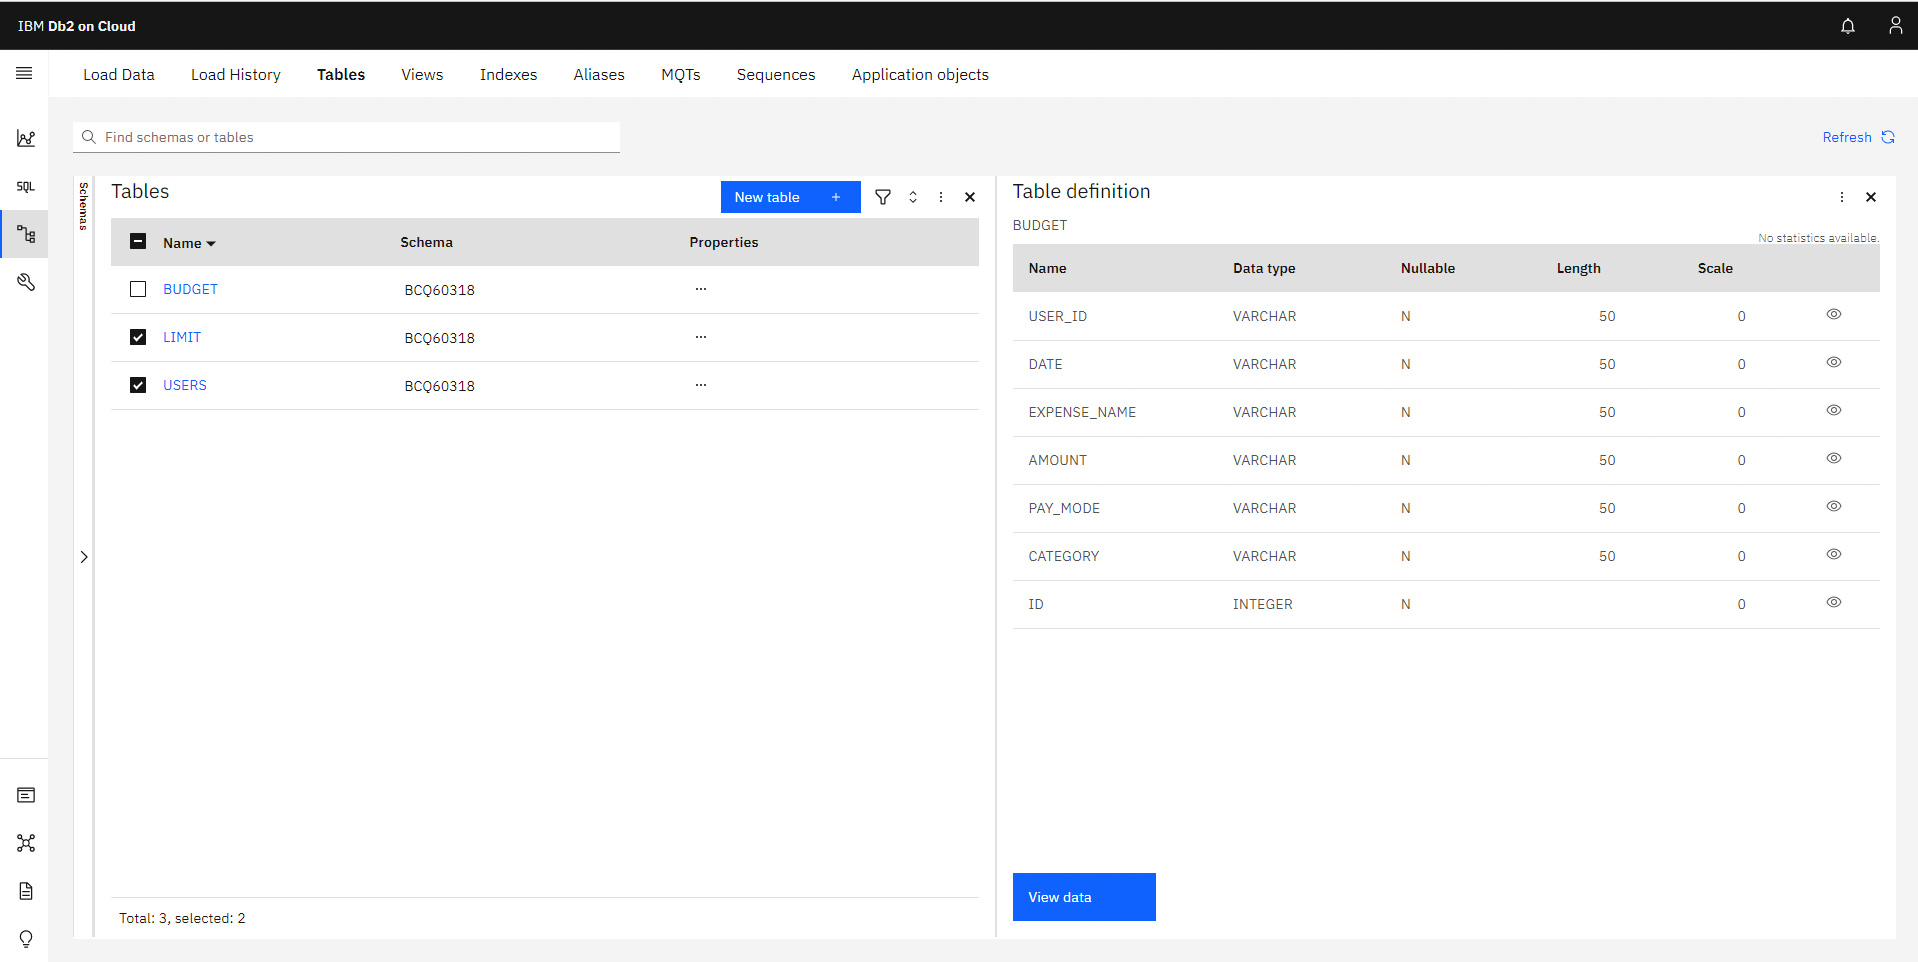 IBM Db2 on Cloud
Load Data Load History Tables Views Indexes Aliases MQTs Sequences Application objects
SQL
Find schemas or tables
Refresh
Schemas
Tables
New table +
Name Schema Properties
BUDGET BCQ60318 ...
LIMIT BCQ60318 ...
USERS BCQ60318 ...
Total: 3, selected: 2
Table definition
BUDGET
No statistics available.
Name Data type Nullable Length Scale
USER_ID VARCHAR N 50 0
DATE VARCHAR N 50 0
EXPENSE_NAME VARCHAR N 50 0
AMOUNT VARCHAR N 50 0
PAY_MODE VARCHAR N 50 0
CATEGORY VARCHAR N 50 0
ID INTEGER N 0
View data